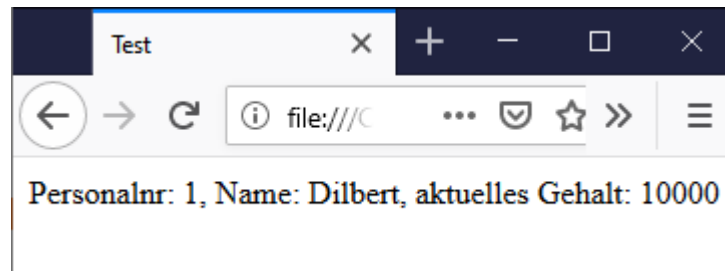 Test
file:///C
Personalnr: 1, Name: Dilbert, aktuelles Gehalt: 10000